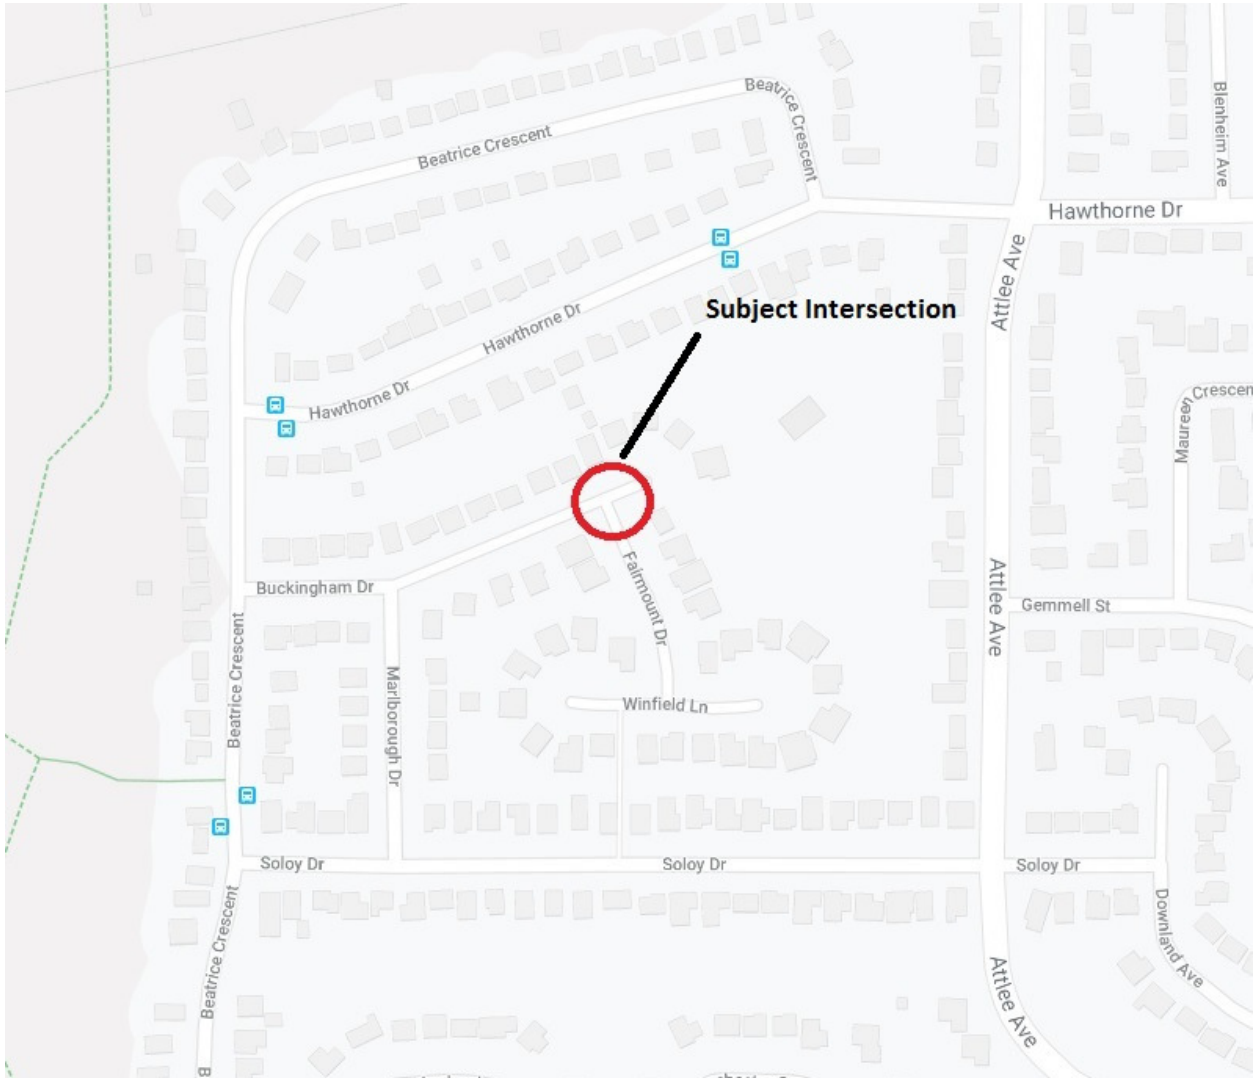 Beatrice Crescent
Beatrice Crescent
Blenheim Ave
Hawthorne Dr
Attlee Ave
Subject Intersection
Hawthorne Dr
Hawthorne Dr
Maureen
Crescen
Buckingham Dr
Fairmount Dr
Attlee Ave
Gemmell St
Beatrice Crescent
Marlborough Dr
Winfield Ln
Soloy Dr
Soloy Dr
Soloy Dr
Beatrice Crescent
Downland Ave
Attlee Ave
B